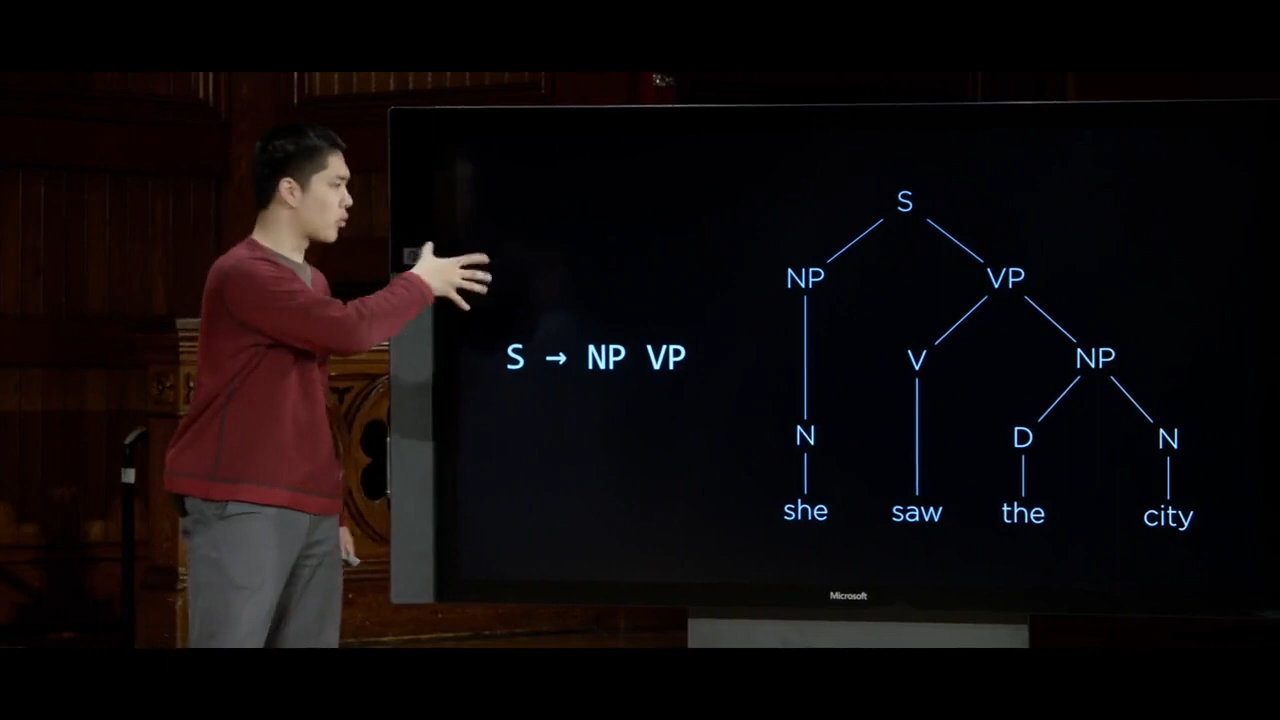 S
NP VP
S → NP VP
V NP
N D N
she saw the city
Microsoft